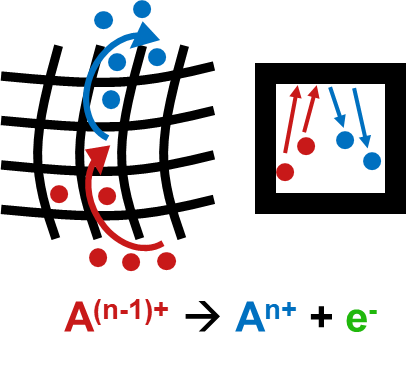 A(n-1)+ → An+ + e-